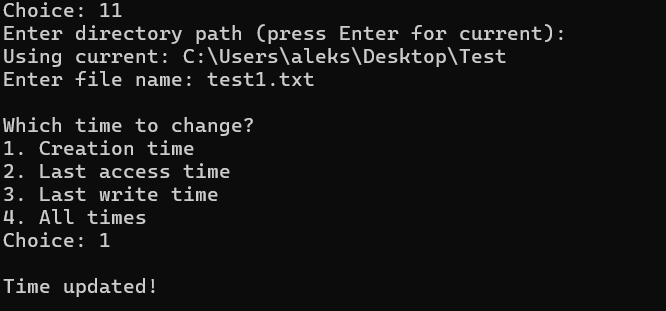 Choice: 11
Enter directory path (press Enter for current):
Using current: C:\Users\aleks\Desktop\Test
Enter file name: test1.txt
Which time to change?
1. Creation time
2. Last access time
3. Last write time
4. All times
Choice: 1
Time updated!